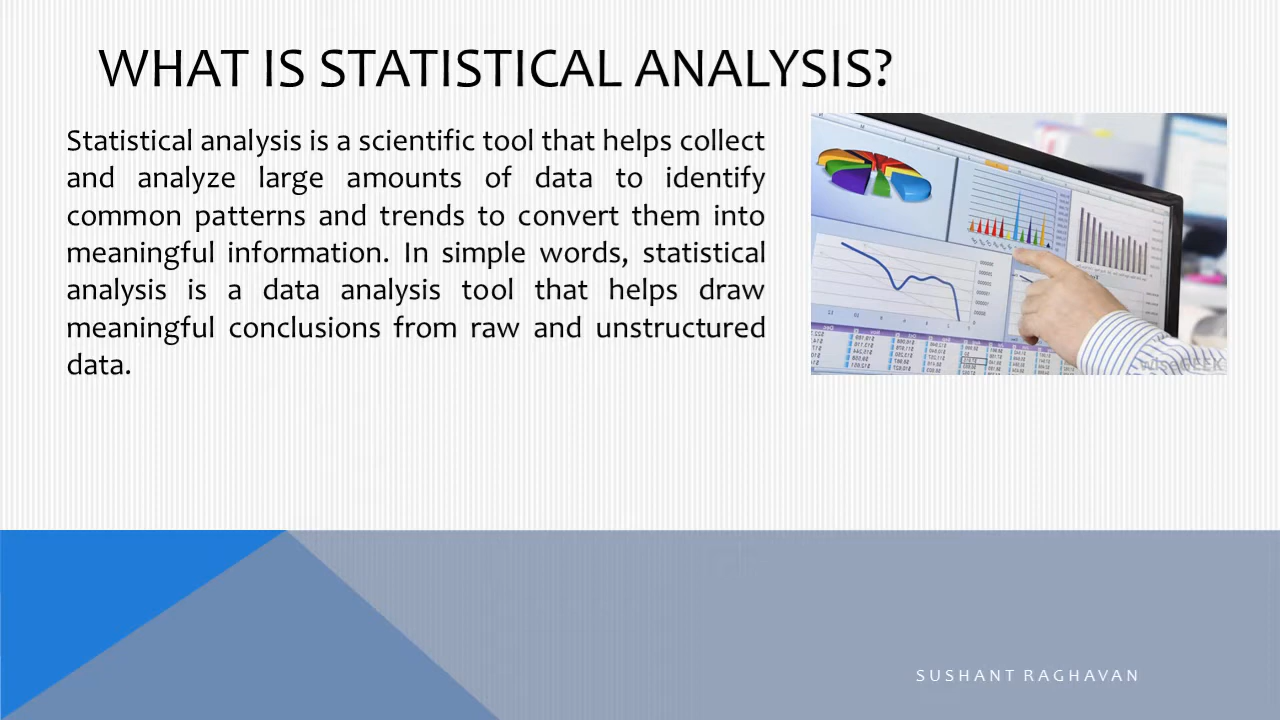 WHAT IS STATISTICAL ANALYSIS?
Statistical analysis is a scientific tool that helps collect
and analyze large amounts of data to identify
common patterns and trends to convert them into
meaningful information. In simple words, statistical
analysis is a data analysis tool that helps draw
meaningful conclusions from raw and unstructured
data.
wiseGEEK
SUSHANT RAGHAVAN